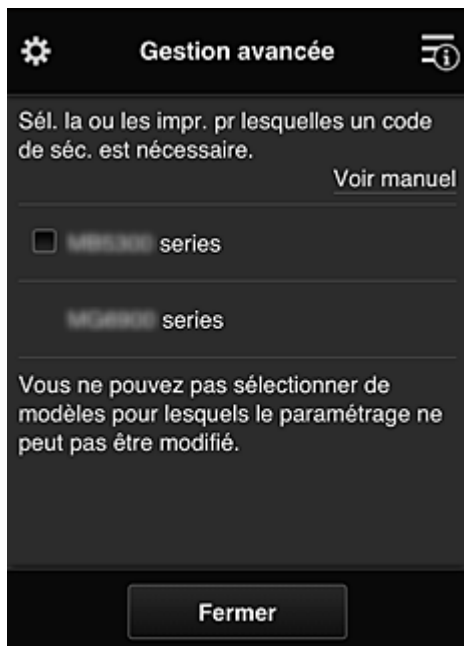 Gestion avancée
Sél. la ou les impr. pr lesquelles un code
de séc. est nécessaire.
Voir manuel
series
series
Vous ne pouvez pas sélectionner de
modèles pour lesquels le paramétrage ne
peut pas être modifié.
Fermer